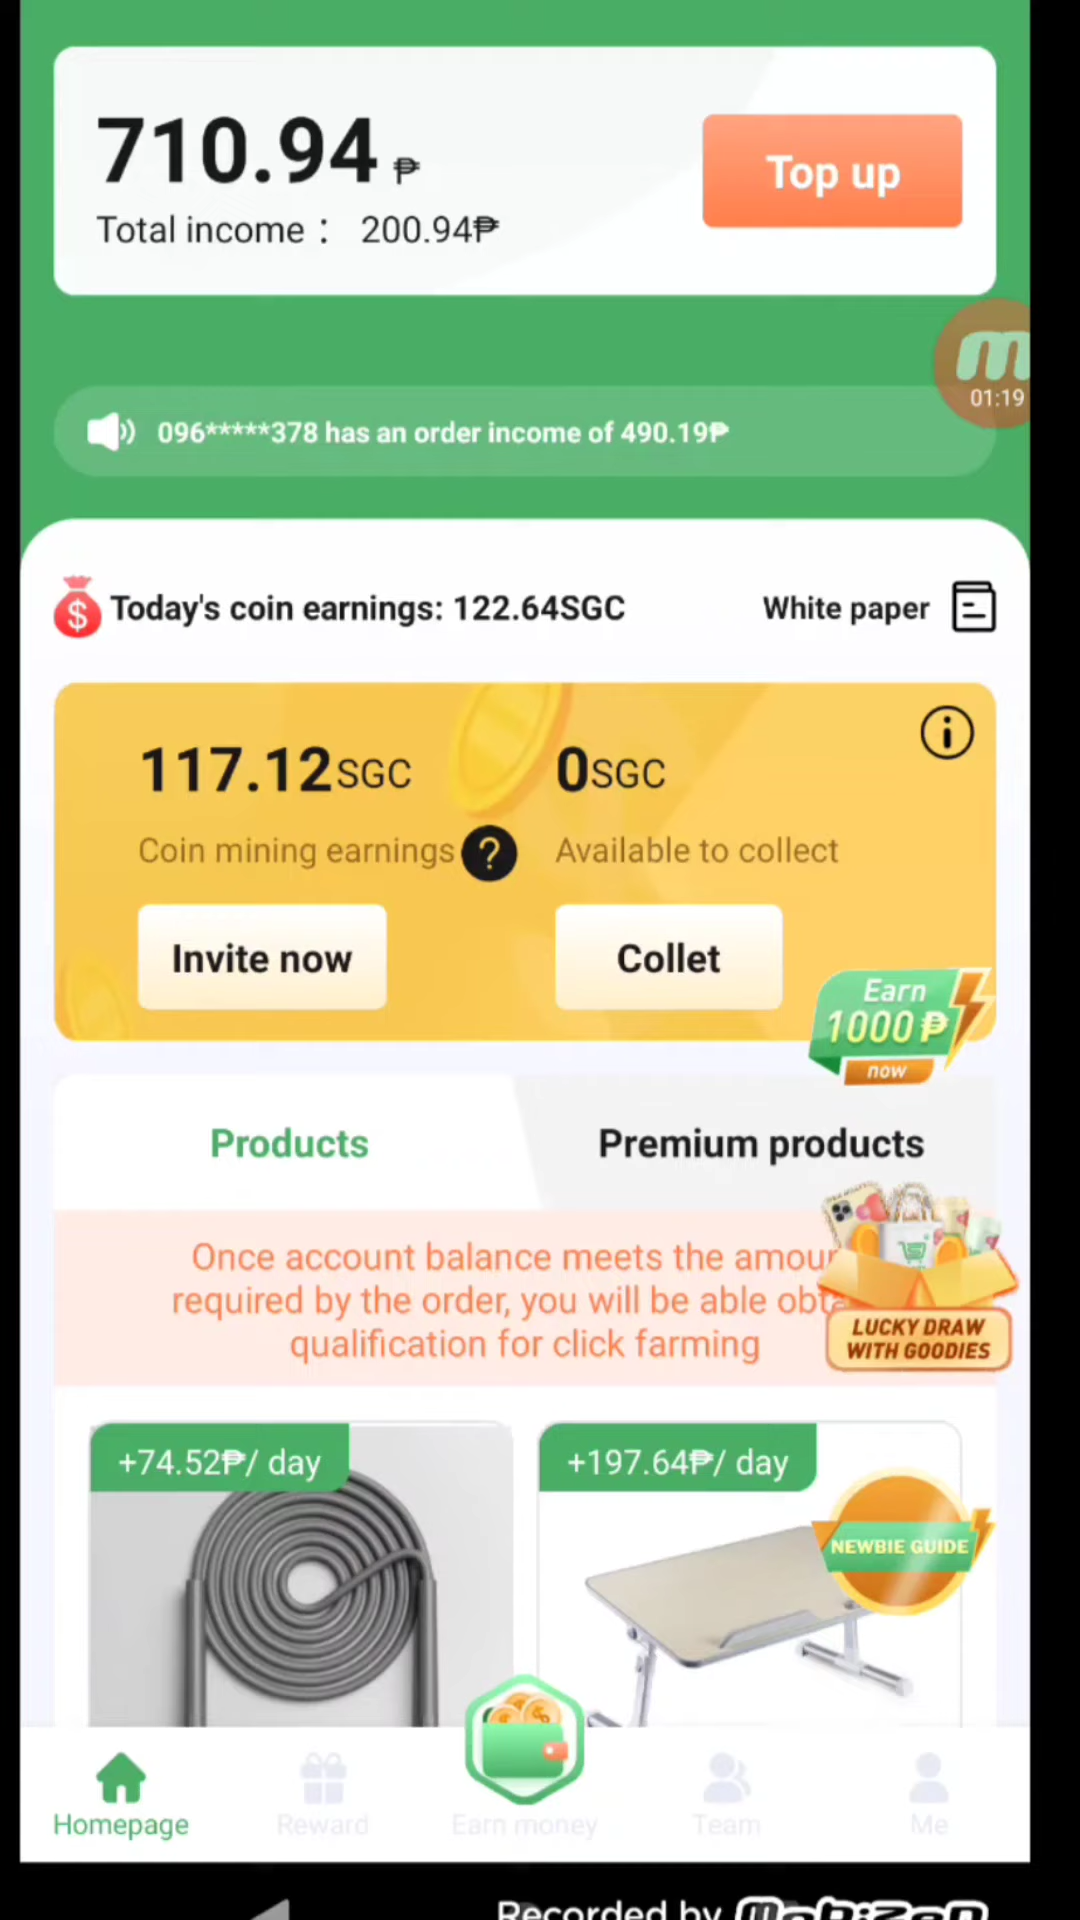 710.94 ₱
Top up
Total income： 200.94₱
01:19
096*****378 has an order income of 490.19₱
Today's coin earnings: 122.64SGC
White paper
117.12SGC
0SGC
Coin mining earnings ?
Available to collect
Invite now
Collet
Earn
1000 ₱
now
Products
Premium products
Once account balance meets the
required by the order, you will be able
qualification for click farming
LUCKY DRAW
WITH GOODIES
+74.52₱/ day
+197.64₱/ day
NEWBIE GUIDE
Homepage
Reward
Earn money
Team
Me
Recorded by